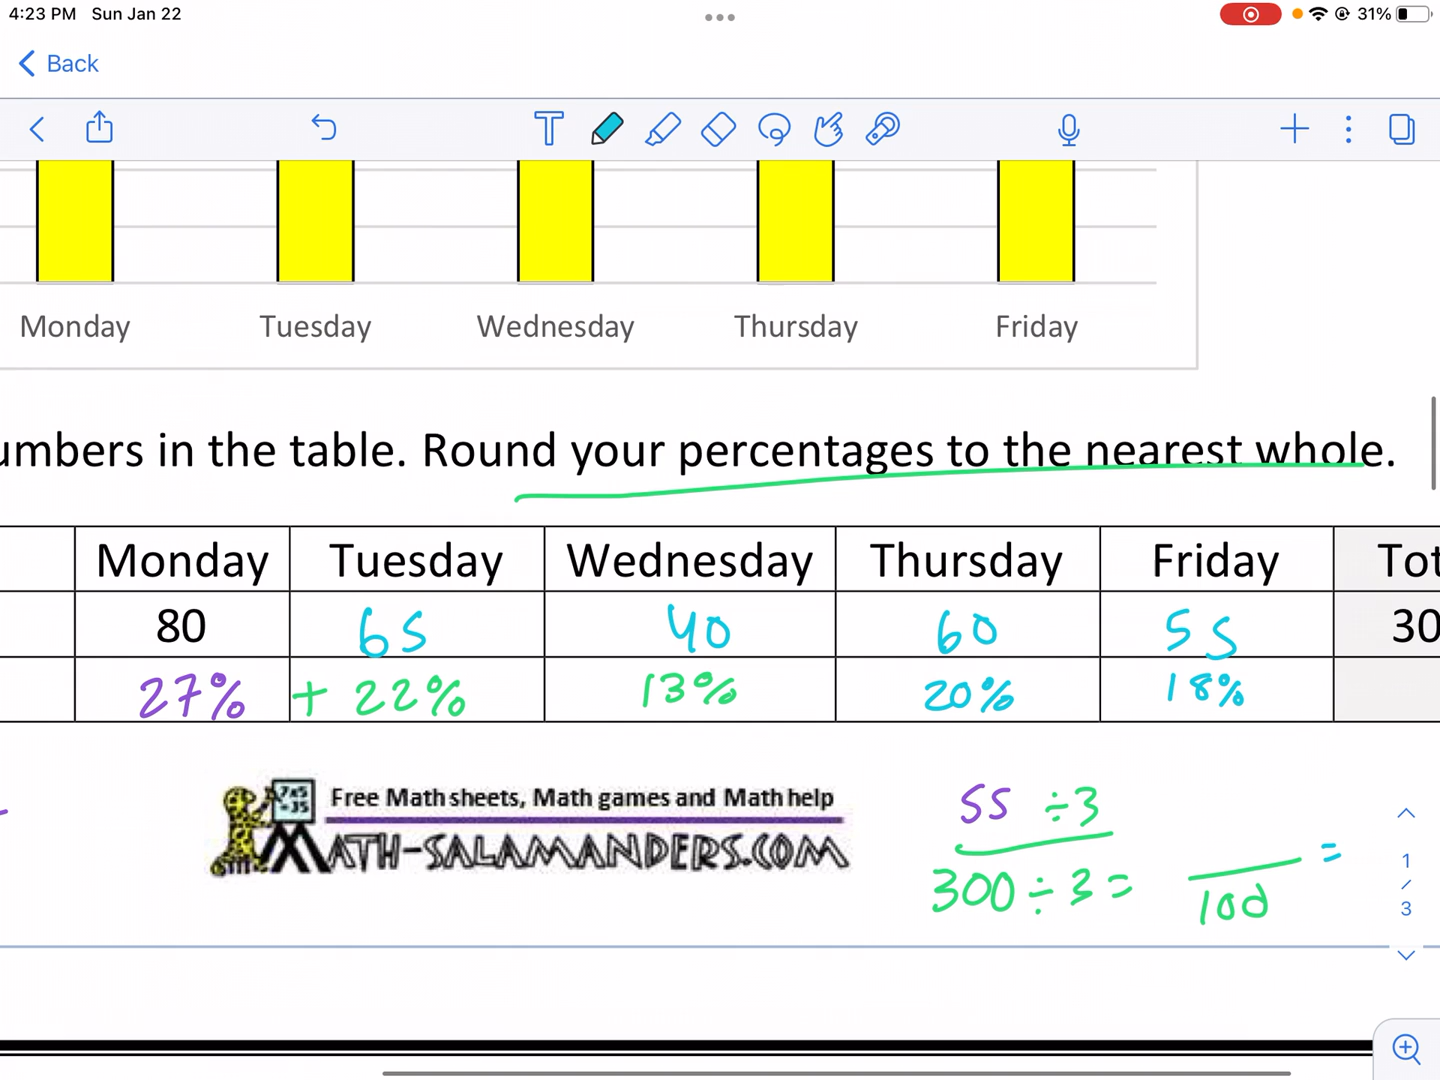 4:23 PM Sun Jan 22
31%
Back
Monday Tuesday Wednesday Thursday Friday
umbers in the table. Round your percentages to the nearest whole.
Monday Tuesday Wednesday Thursday Friday Tot
80 65 40 60 55 30
27% + 22% 13% 20% 18%
7x5
=35
Free Math sheets, Math games and Math help
MATH-SALAMANDERS.COM
55 ÷3
300 ÷ 3 =
100
=
1
/
3